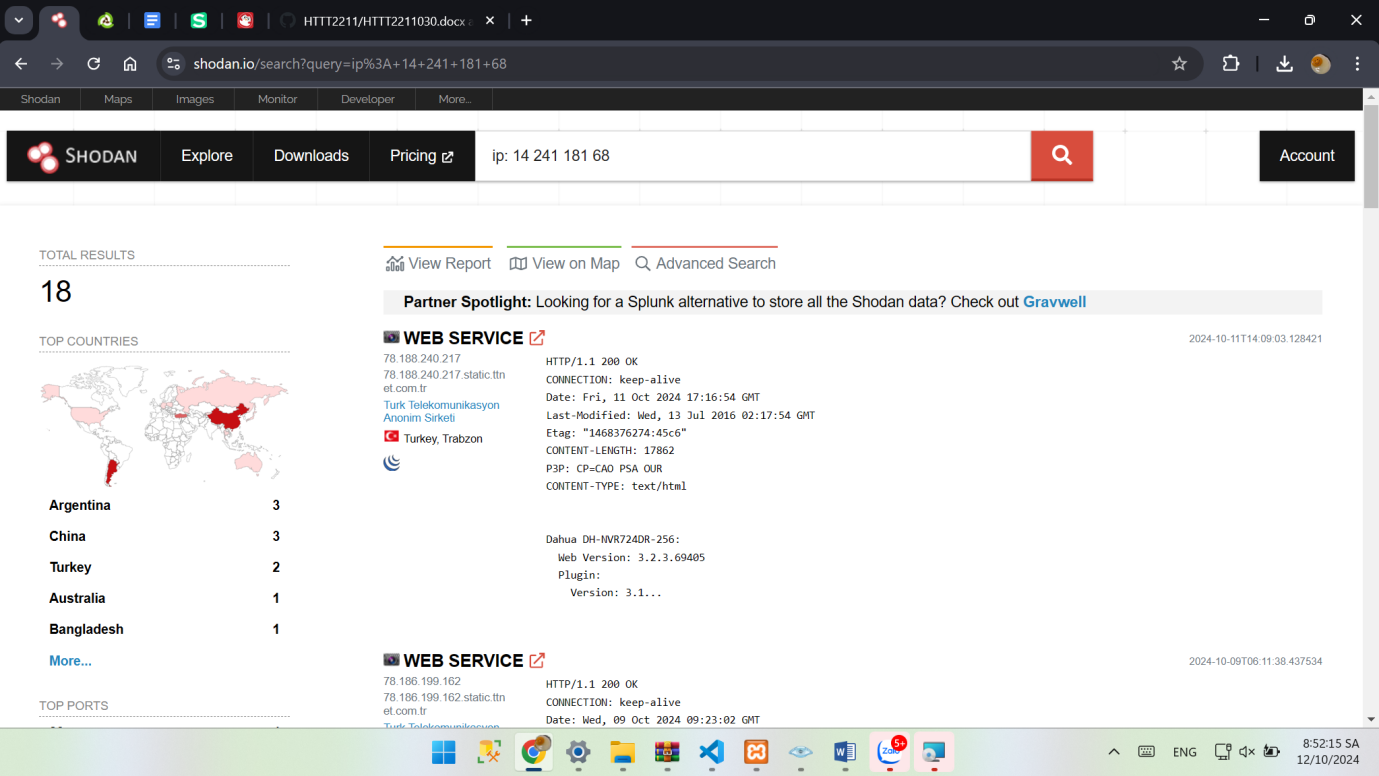 HTTT2211/HTTT2211030.docx a
shodan.io/search?query=ip%3A+14+241+181+68
Shodan
Maps
Images
Monitor
Developer
More...
SHODAN
Explore
Downloads
Pricing
ip: 14 241 181 68
Account
TOTAL RESULTS
18
TOP COUNTRIES
Argentina 3
China 3
Turkey 2
Australia 1
Bangladesh 1
More...
TOP PORTS
View Report
View on Map
Advanced Search
Partner Spotlight: Looking for a Splunk alternative to store all the Shodan data? Check out Gravwell
WEB SERVICE
2024-10-11T14:09:03.128421
78.188.240.217
78.188.240.217.static.ttn
et.com.tr
Turk Telekomunikasyon
Anonim Sirketi
Turkey, Trabzon
HTTP/1.1 200 OK
CONNECTION: keep-alive
Date: Fri, 11 Oct 2024 17:16:54 GMT
Last-Modified: Wed, 13 Jul 2016 02:17:54 GMT
Etag: "1468376274:45c6"
CONTENT-LENGTH: 17862
P3P: CP=CAO PSA OUR
CONTENT-TYPE: text/html
Dahua DH-NVR724DR-256:
Web Version: 3.2.3.69405
Plugin:
Version: 3.1...
WEB SERVICE
2024-10-09T06:11:38.437534
78.186.199.162
78.186.199.162.static.ttn
et.com.tr
Turk Telekomunikasyon
HTTP/1.1 200 OK
CONNECTION: keep-alive
Date: Wed, 09 Oct 2024 09:23:02 GMT
Zalo
5+
ENG
8:52:15 SA
12/10/2024